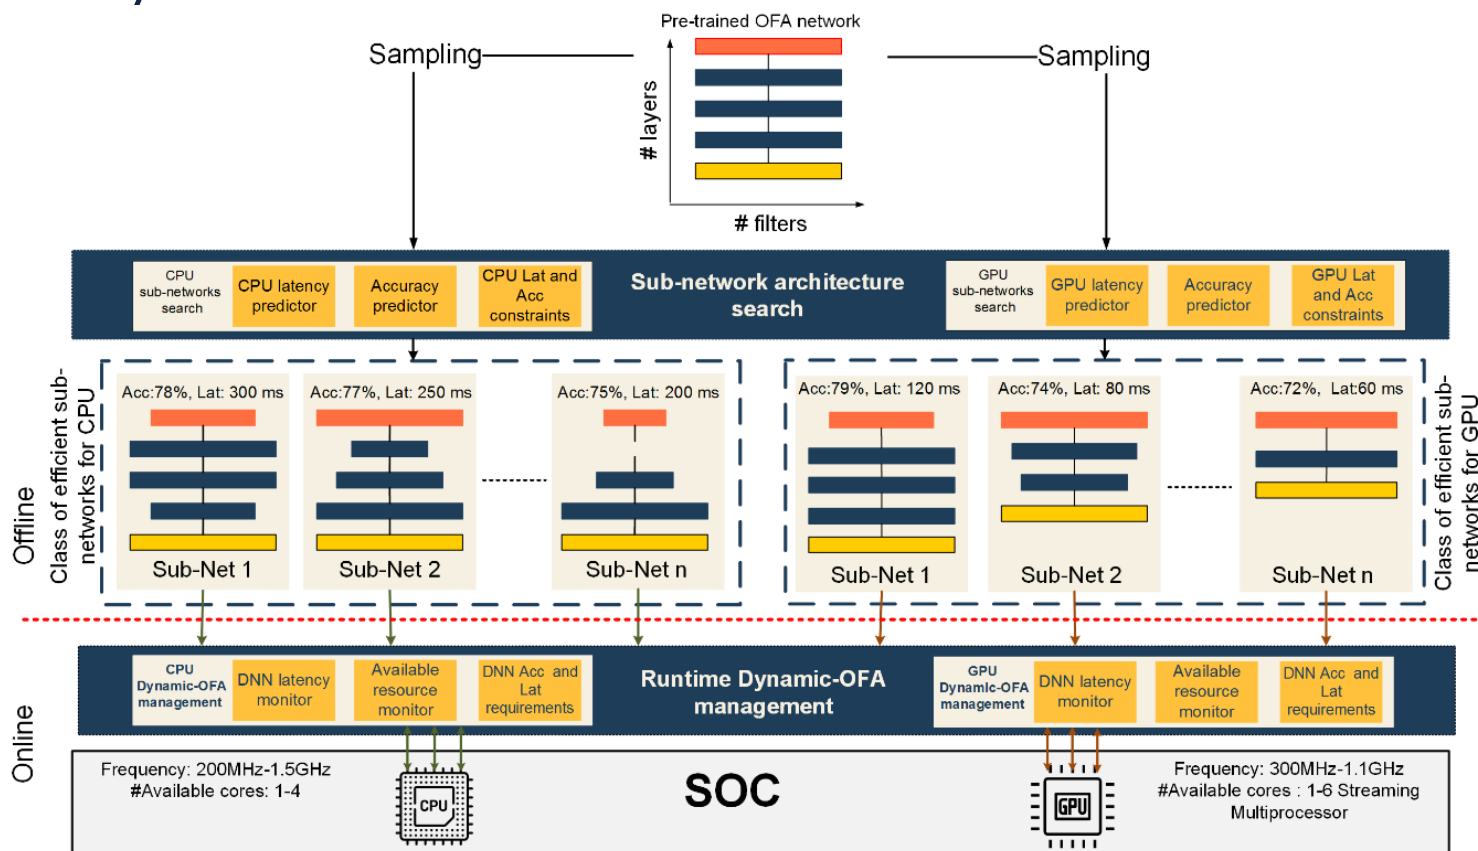 Pre-trained OFA network
Sampling
Sampling
# layers
# filters
CPU
sub-networks
search
CPU latency
predictor
Accuracy
predictor
CPU Lat and
Acc
constraints
Sub-network architecture
search
GPU
sub-networks
search
GPU latency
predictor
Accuracy
predictor
GPU Lat
and Acc
constraints
Offline
Class of efficient sub-
networks for CPU
Acc:78%, Lat: 300 ms
Sub-Net 1
Acc:77%, Lat: 250 ms
Sub-Net 2
Acc:75%, Lat: 200 ms
Sub-Net n
Acc:79%, Lat: 120 ms
Sub-Net 1
Acc:74%, Lat: 80 ms
Sub-Net 2
Acc:72%, Lat:60 ms
Sub-Net n
Class of efficient sub-
networks for GPU
Online
CPU
Dynamic-OFA
management
DNN latency
monitor
Available
resource
monitor
DNN Acc and
Lat
requirements
Runtime Dynamic-OFA
management
GPU
Dynamic-OFA
management
DNN latency
monitor
Available
resource
monitor
DNN Acc and
Lat
requirements
Frequency: 200MHz-1.5GHz
#Available cores: 1-4
CPU
SOC
GPU
Frequency: 300MHz-1.1GHz
#Available cores : 1-6 Streaming
Multiprocessor